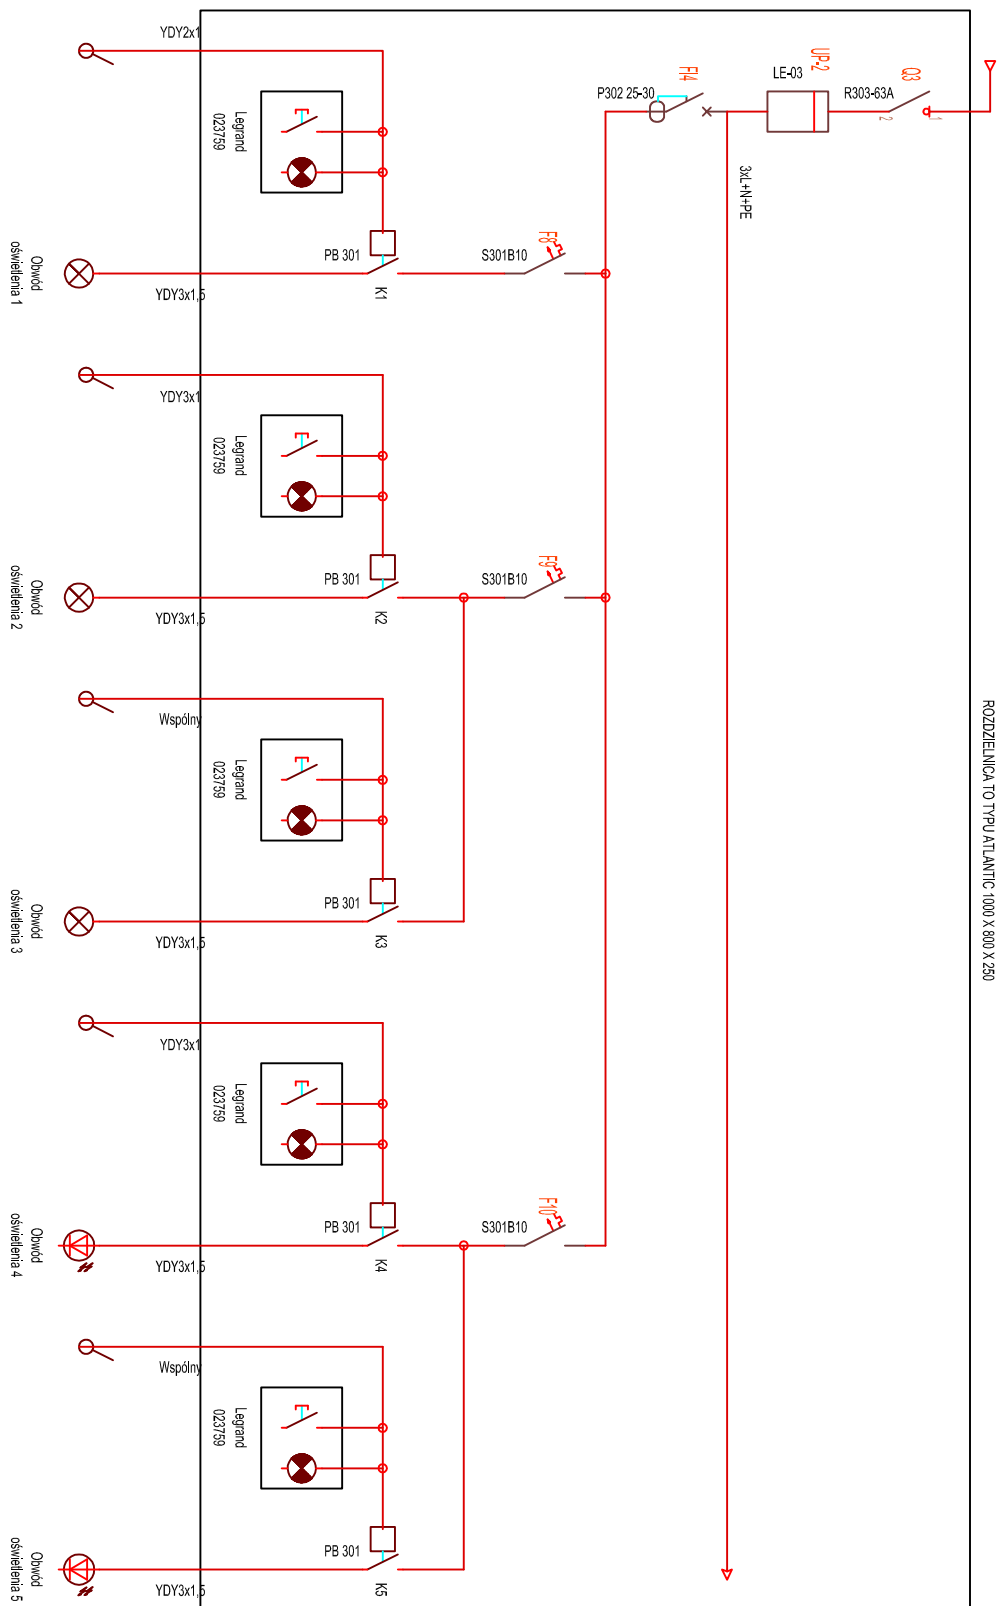 ROZDZIELNICA TO TYPU ATLANTIC 1000 X 800 X 250
Q3
R303-63A
1
2
UP-2
LE-03
3xL+N+PE
FI4
P302 25-30
F8
S301B10
F9
S301B10
F10
S301B10
YDY2x1
Legrand
023759
PB 301
K1
YDY3x1,5
Obwód
oświetlenia 1
YDY3x1
Legrand
023759
PB 301
K2
YDY3x1,5
Obwód
oświetlenia 2
Wspólny
Legrand
023759
PB 301
K3
YDY3x1,5
Obwód
oświetlenia 3
YDY3x1
Legrand
023759
PB 301
K4
YDY3x1,5
Obwód
oświetlenia 4
Wspólny
Legrand
023759
PB 301
K5
YDY3x1,5
Obwód
oświetlenia 5